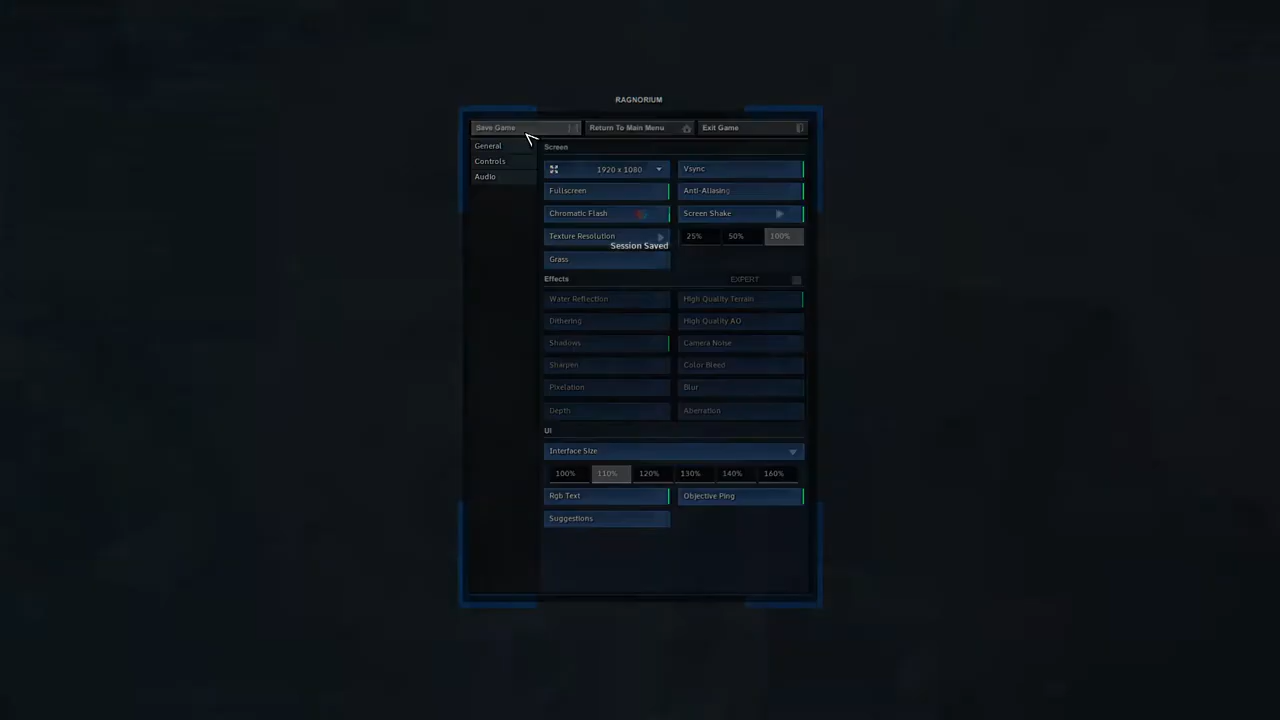 RAGNORIUM
Save Game Return To Main Menu Exit Game
General
Controls
Audio
Screen
1920 x 1080 Vsync
Fullscreen Anti-Aliasing
Chromatic Flash Screen Shake
Texture Resolution 25% 50% 100%
Session Saved
Grass
Effects EXPERT
Water Reflection High Quality Terrain
Dithering High Quality AO
Shadows Camera Noise
Sharpen Color Bleed
Pixelation Blur
Depth Aberration
UI
Interface Size
100% 110% 120% 130% 140% 160%
Rgb Text Objective Ping
Suggestions